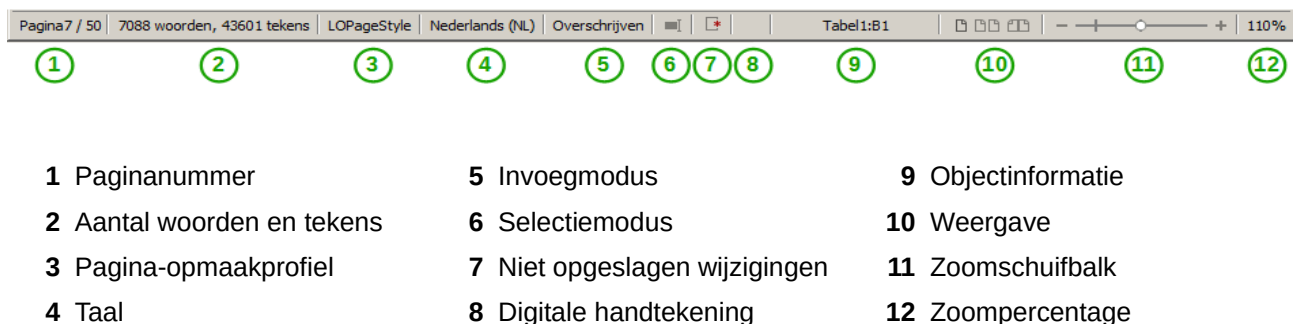 Pagina7 / 50 7088 woorden, 43601 tekens LOPageStyle Nederlands (NL) Overschrijven Tabel1:B1 110%
1 2 3 4 5 6 7 8 9 10 11 12
1 Paginanummer
2 Aantal woorden en tekens
3 Pagina-opmaakprofiel
4 Taal
5 Invoegmodus
6 Selectiemodus
7 Niet opgeslagen wijzigingen
8 Digitale handtekening
9 Objectinformatie
10 Weergave
11 Zoomschuifbalk
12 Zoompercentage